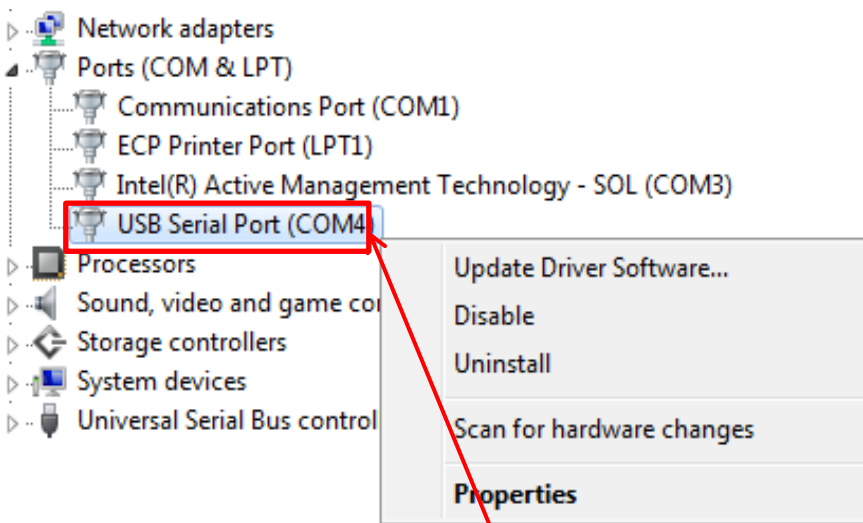 Network adapters
Ports (COM & LPT)
Communications Port (COM1)
ECP Printer Port (LPT1)
Intel(R) Active Management Technology - SOL (COM3)
USB Serial Port (COM4)
Processors
Sound, video and game co
Storage controllers
System devices
Universal Serial Bus control
Update Driver Software...
Disable
Uninstall
Scan for hardware changes
Properties